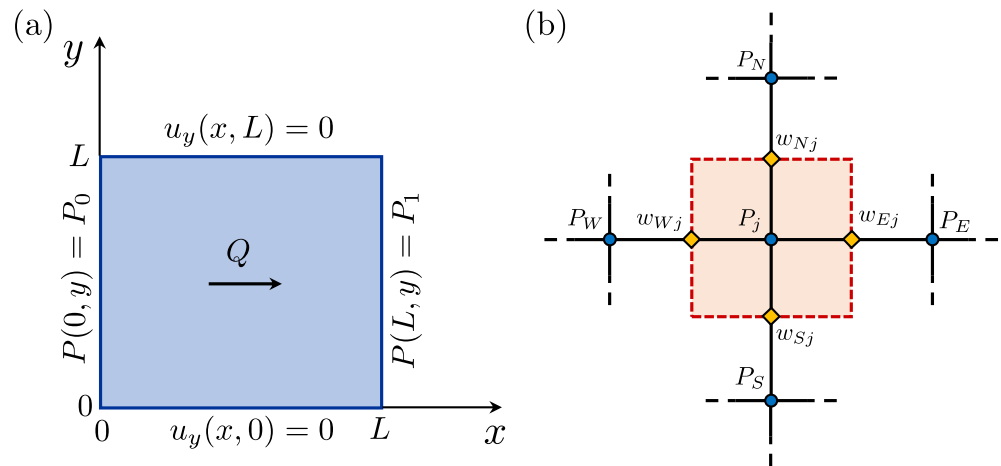 (a)
y
u_y(x, L) = 0
L
P(0, y) = P_0
Q
P(L, y) = P_1
0
0
u_y(x, 0) = 0
L
x
(b)
P_N
w_{Nj}
P_W
w_{Wj}
P_j
w_{Ej}
P_E
w_{Sj}
P_S